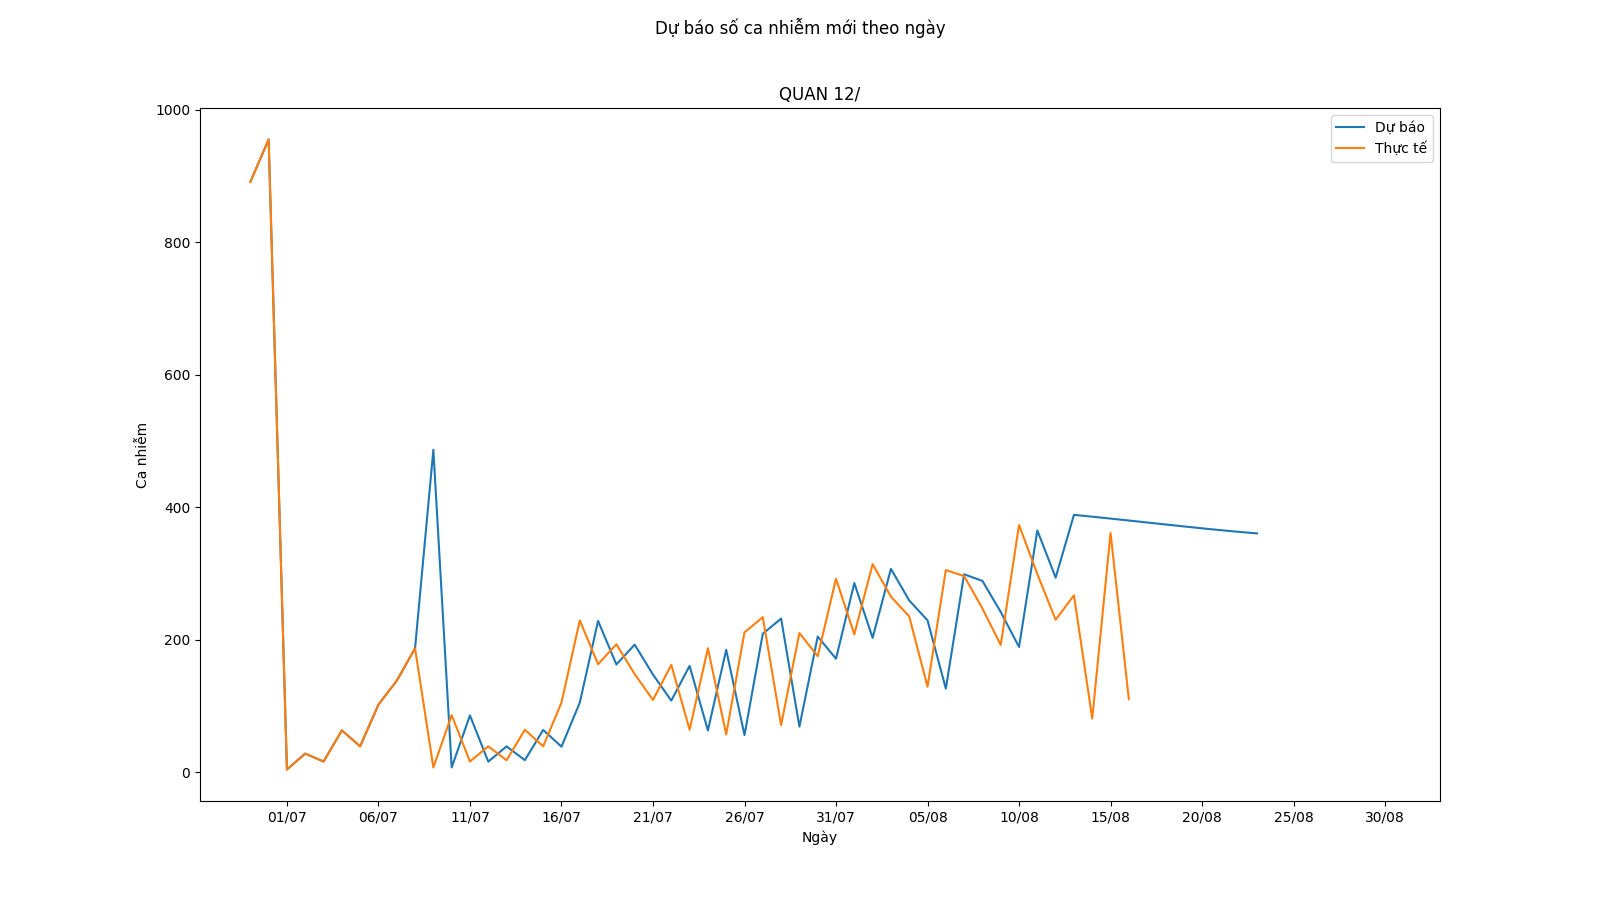 Dự báo số ca nhiễm mới theo ngày
QUAN 12/
Dự báo
Thực tế
1000
800
600
400
200
0
Ca nhiễm
01/07 06/07 11/07 16/07 21/07 26/07 31/07 05/08 10/08 15/08 20/08 25/08 30/08
Ngày